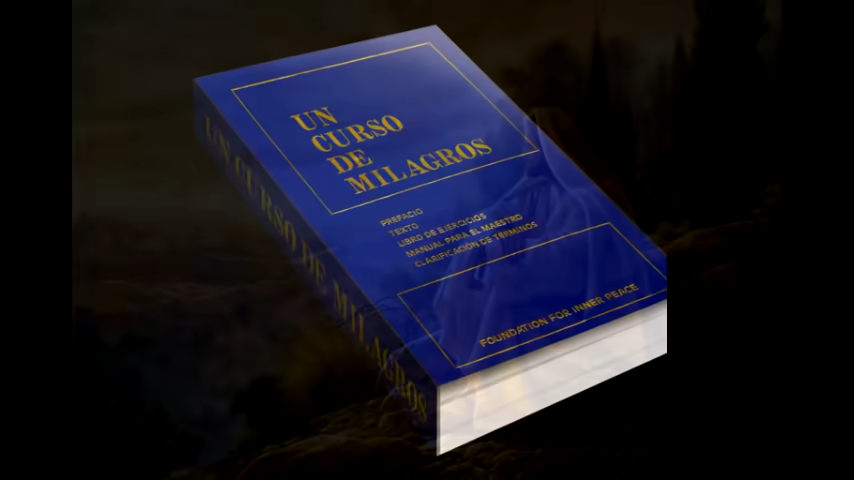 UN
CURSO
DE
MILAGROS
PREFACIO
TEXTO
LIBRO DE EJERCICIOS
MANUAL PARA EL MAESTRO
CLARIFICACIÓN DE TÉRMINOS
FOUNDATION FOR INNER PEACE
UN CURSO DE MILAGROS